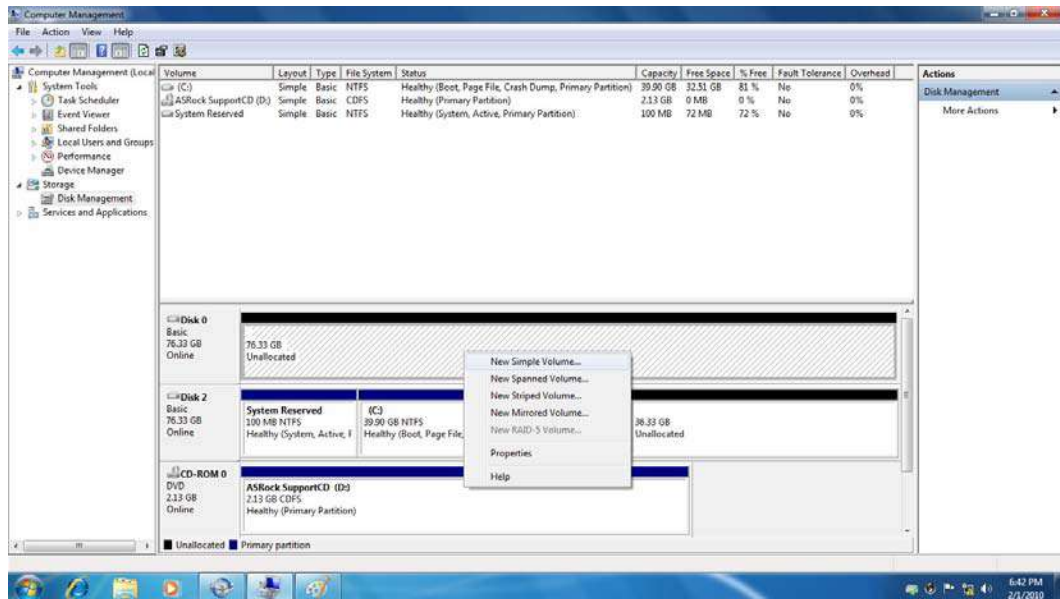 Computer Management
File Action View Help
Computer Management (Local
System Tools
Task Scheduler
Event Viewer
Shared Folders
Local Users and Groups
Performance
Device Manager
Storage
Disk Management
Services and Applications
Volume Layout Type File System Status Capacity Free Space % Free Fault Tolerance Overhead
(C:) Simple Basic NTFS Healthy (Boot, Page File, Crash Dump, Primary Partition) 39.90 GB 32.51 GB 81 % No 0%
ASRock SupportCD (D:) Simple Basic CDFS Healthy (Primary Partition) 2.13 GB 0 MB 0 % No 0%
System Reserved Simple Basic NTFS Healthy (System, Active, Primary Partition) 100 MB 72 MB 72 % No 0%
Actions
Disk Management
More Actions
Disk 0
Basic
76.33 GB
Online
76.33 GB
Unallocated
New Simple Volume...
New Spanned Volume...
New Striped Volume...
New Mirrored Volume...
New RAID-5 Volume...
Properties
Help
Disk 2
Basic
76.33 GB
Online
System Reserved
100 MB NTFS
Healthy (System, Active, F
(C:)
39.90 GB NTFS
Healthy (Boot, Page File,
36.33 GB
Unallocated
CD-ROM 0
DVD
2.13 GB
Online
ASRock SupportCD (D:)
2.13 GB CDFS
Healthy (Primary Partition)
Unallocated Primary partition
6:42 PM
2/1/2010